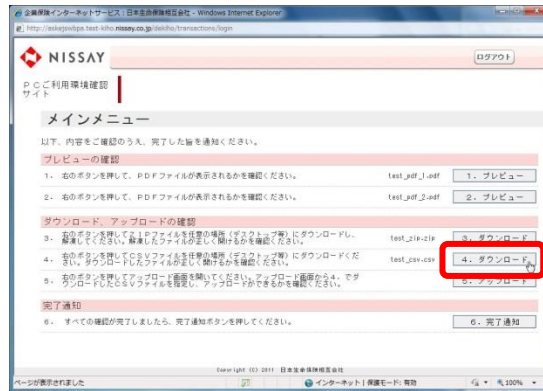 企業保険インターネットサービス：日本生命保険相互会社 - Windows Internet Explorer
http://eskajswbpa.test-kiho.nissay.co.jp/dekiho/transactions/login
NISSAY
ログアウト
PCご利用環境確認
サイト
メインメニュー
以下、内容をご確認のうえ、完了した旨を通知ください。
プレビューの確認
1. 右のボタンを押して、PDFファイルが表示されるかを確認ください。 test_pdf_1.pdf 1．プレビュー
2. 右のボタンを押して、PDFファイルが表示されるかを確認ください。 test_pdf_2.pdf 2．プレビュー
ダウンロード、アップロードの確認
3. 右のボタンを押してZIPファイルを任意の場所（デスクトップ等）にダウンロードし、
解凍してください。解凍したファイルが正しく開けるかを確認ください。 test_zip.zip 3．ダウンロード
4. 右のボタンを押してCSVファイルを任意の場所（デスクトップ等）にダウンロードくだ
さい。ダウンロードしたファイルが正しく開けるかを確認ください。 test_csv.csv 4．ダウンロード
5. 右のボタンを押してアップロード画面を開いてください。アップロード画面から4．でダ
ウンロードしたCSVファイルを指定し、アップロードができるかを確認ください。 5．アップロード
完了通知
6. すべての確認が完了しましたら、完了通知ボタンを押してください。 6．完了通知
Copyright (C) 2011 日本生命保険相互会社
ページが表示されました インターネット | 保護モード: 有効 100%